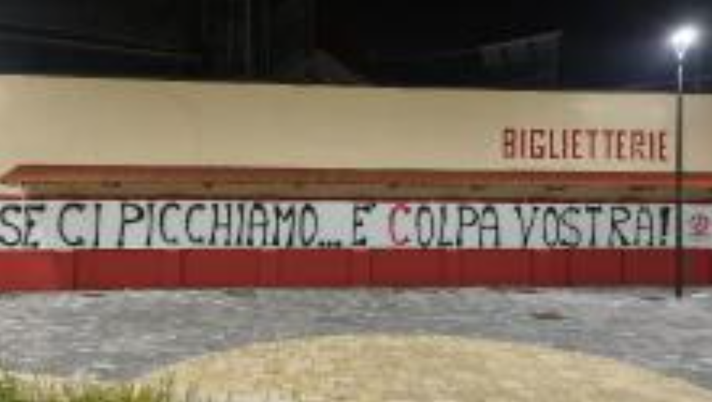 BIGLIETTERIE
SE CI PICCHIAMO... E' COLPA VOSTRA!